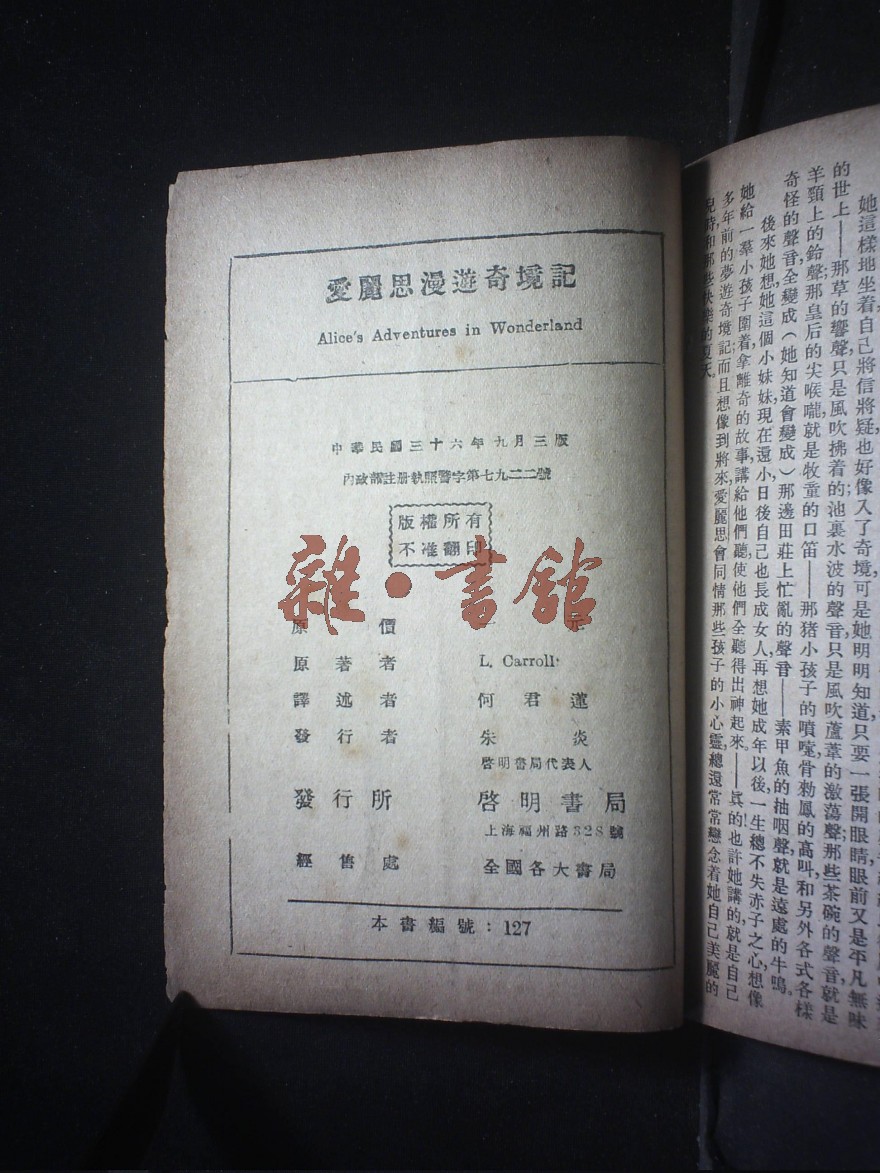 愛麗思漫遊奇境記
Alice's Adventures in Wonderland
中華民國三十六年九月三版
內政部註册執照警字第七九二二號
版權所有
不准翻印
雜·書館
原價 元
原著者 L. Carroll
譯述者 何君蓮
發行者 朱炎
啓明書局代表人
發行所 啓明書局
上海福州路328號
經售處 全國各大書局
本書編號：127
她這樣地坐着自己將信將疑也好像入了奇境,可是她明明知道只要一張開眼睛眼前又是平凡無味
的世上——那草的響聲,只是風吹拂着的池裏水波的聲音,只是風吹蘆葦的激蕩聲;那些茶碗的聲音就是
羊頸上的鈴聲,那皇后的尖喉嚨,就是牧童的口笛——那猪小孩子的噴嚏,骨勑鳳的高叫,和另外各式各樣
奇怪的聲音全變成(她知道會變成)那邊田莊上忙亂的聲音——素甲魚的抽咽聲,就是遠處的牛鳴。
後來她想,她這個小妹妹現在還小,日後自己也長成女人,再想她成年以後,一生總不失赤子之心,想像
她給一羣小孩子圍着拿離奇的故事講給他們聽,使他們全聽得出神起來。——眞的!也許她講的就是自己
多年前的夢遊奇境記;而且想像到將來,愛麗思會同情那些孩子的小心靈,總還常常戀念着她自己美麗的
兒時,和那些快樂的夏天。